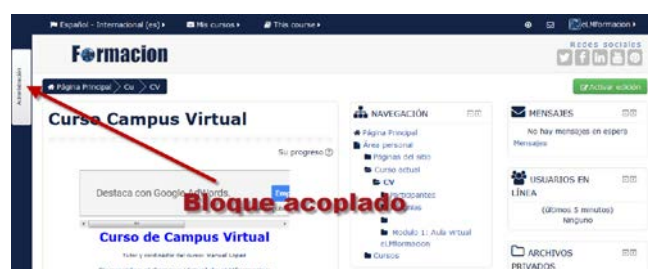 Español - Internacional (es)
Mis cursos
This course
Formacion
Redes sociales
Administración
Página Principal
Cu
CV
Activar edición
Curso Campus Virtual
Su progreso
Destaca con Google AdWords.
Curso de Campus Virtual
Bloque acoplado
NAVEGACIÓN
Página Principal
Área personal
Páginas del sitio
Curso actual
CV
Participantes
Modulo 1: Aula virtual
Cursos
MENSAJES
No hay mensajes en espera
Mensajes
USUARIOS EN
LÍNEA
(últimos 5 minutos)
Ninguno
ARCHIVOS
PRIVADOS